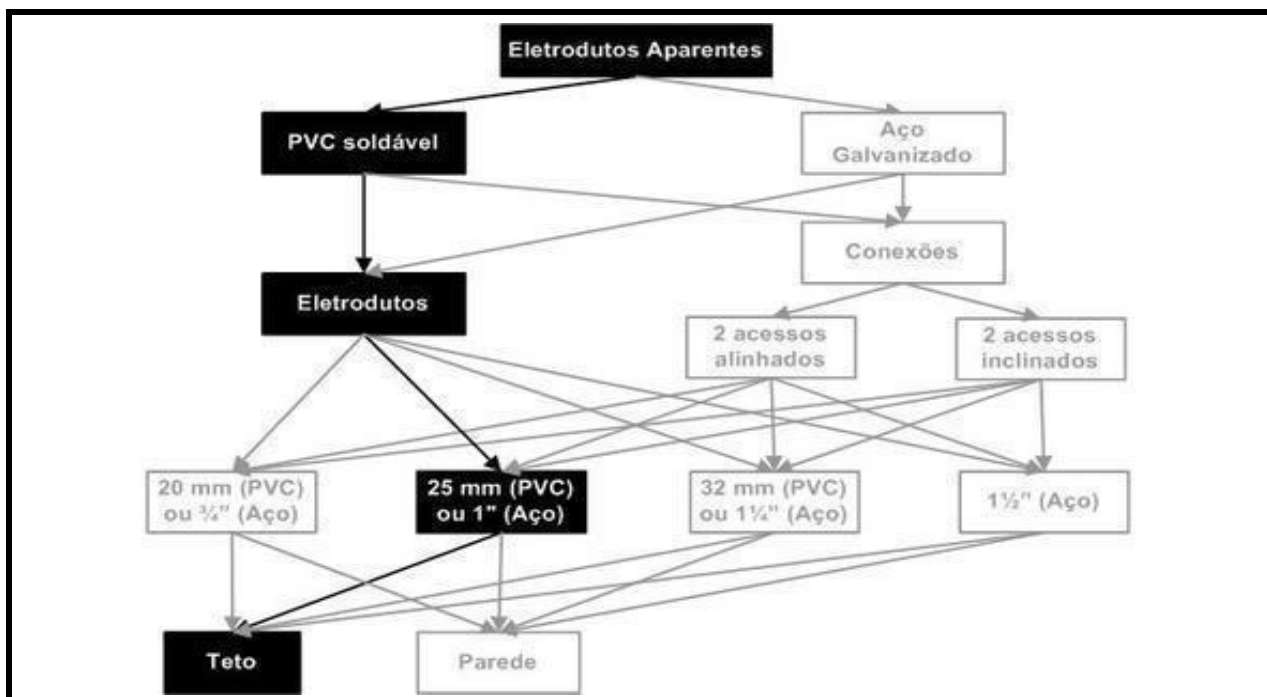 Eletrodutos Aparentes
PVC soldável
Aço
Galvanizado
Conexões
Eletrodutos
2 acessos
alinhados
2 acessos
inclinados
20 mm (PVC)
ou ¾" (Aço)
25 mm (PVC)
ou 1" (Aço)
32 mm (PVC)
ou 1¼" (Aço)
1½" (Aço)
Teto
Parede